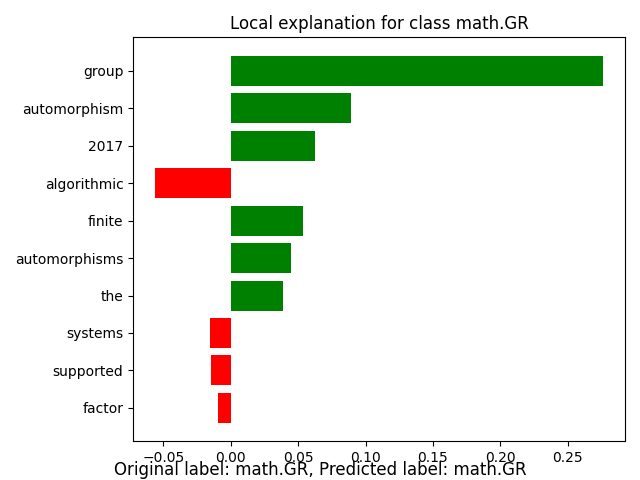 Local explanation for class math.GR
group
automorphism
2017
algorithmic
finite
automorphisms
the
systems
supported
factor
−0.05 0.00 0.05 0.10 0.15 0.20 0.25
Original label: math.GR, Predicted label: math.GR